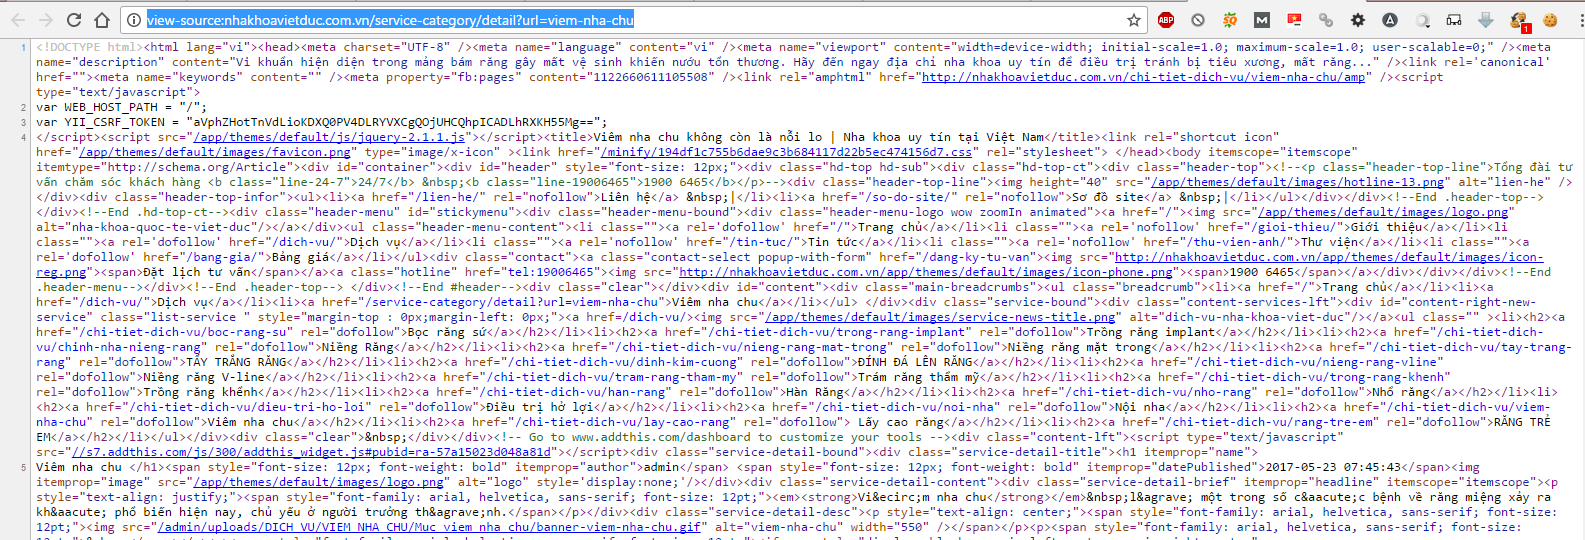 view-source:nhakhoavietduc.com.vn/service-category/detail?url=viem-nha-chu
ABP
1
1 <!DOCTYPE html><html lang="vi"><head><meta charset="UTF-8" /><meta name="language" content="vi" /><meta name="viewport" content="width=device-width; initial-scale=1.0; maximum-scale=1.0; user-scalable=0;" /><meta
name="description" content="Vi khuẩn hiện diện trong mảng bám răng gây mất vệ sinh khiến nướu tổn thương. Hãy đến ngay địa chỉ nha khoa uy tín để điều trị tránh bị tiêu xương, mất răng..." /><link rel='canonical'
href=""><meta name="keywords" content="" /><meta property="fb:pages" content="1122660611105508" /><link rel="amphtml" href="http://nhakhoavietduc.com.vn/chi-tiet-dich-vu/viem-nha-chu/amp" /><script
type="text/javascript">
2 var WEB_HOST_PATH = "/";
3 var YII_CSRF_TOKEN = "aVphZHotTnVdLioKDXQ0PV4DLRYVXCgQOjUHCQhpICADLhRXKH55Mg==";
4 </script><script src="/app/themes/default/js/jquery-2.1.1.js"></script><title>Viêm nha chu không còn là nỗi lo | Nha khoa uy tín tại Việt Nam</title><link rel="shortcut icon"
href="/app/themes/default/images/favicon.png" type="image/x-icon" ><link href="/minify/194df1c755b6dae9c3b684117d22b5ec474156d7.css" rel="stylesheet"> </head><body itemscope="itemscope"
itemtype="http://schema.org/Article"><div id="container"><div id="header" style="font-size: 12px;"><div class="hd-top hd-sub"><div class="hd-top-ct"><div class="header-top"><!--<p class="header-top-line">Tổng đài tư
vấn chăm sóc khách hàng <b class="line-24-7">24/7</b> &nbsp;<b class="line-19006465">1900 6465</b></p>--><div class="header-top-line"><img height="40" src="/app/themes/default/images/hotline-13.png" alt="lien-he" />
</div><div class="header-top-infor"><ul><li><a href="/lien-he/" rel="nofollow">Liên hệ</a> &nbsp;|</li><li><a href="/so-do-site/" rel="nofollow">Sơ đồ site</a> &nbsp;|</li></ul></div></div><!--End .header-top-->
</div><!--End .hd-top-ct--><div class="header-menu" id="stickymenu"><div class="header-menu-bound"><div class="header-menu-logo wow zoomIn animated"><a href="/"><img src="/app/themes/default/images/logo.png"
alt="nha-khoa-quoc-te-viet-duc"/></a></div><ul class="header-menu-content"><li class=""><a rel='dofollow' href="/">Trang chủ</a></li><li class=""><a rel='nofollow' href="/gioi-thieu/">Giới thiệu</a></li><li
class=""><a rel='dofollow' href="/dich-vu/">Dịch vụ</a></li><li class=""><a rel='nofollow' href="/tin-tuc/">Tin tức</a></li><li class=""><a rel='nofollow' href="/thu-vien-anh/">Thư viện</a></li><li class=""><a
rel='dofollow' href="/bang-gia/">Bảng giá</a></li></ul><div class="contact"><a class="contact-select popup-with-form" href="/dang-ky-tu-van"><img src="http://nhakhoavietduc.com.vn/app/themes/default/images/icon-
reg.png"><span>Đặt lịch tư vấn</span></a><a class="hotline" href="tel:19006465"><img src="http://nhakhoavietduc.com.vn/app/themes/default/images/icon-phone.png"><span>1900 6465</span></a></div></div></div><!--End
.header-menu--></div><!--End .header-top--> </div><!--End #header--><div class="clear"></div><div id="content"><div class="main-breadcrumbs"><ul class="breadcrumb"><li><a href="/">Trang chủ</a></li><li><a
href="/dich-vu/">Dịch vụ</a></li><li><a href="/service-category/detail?url=viem-nha-chu">Viêm nha chu</a></li></ul> </div><div class="service-bound"><div class="content-services-lft"><div id="content-right-new-
service" class="list-service " style="margin-top : 0px;margin-left: 0px;"><a href=/dich-vu/><img src="/app/themes/default/images/service-news-title.png" alt="dich-vu-nha-khoa-viet-duc"/></a><ul class="" ><li><h2><a
href="/chi-tiet-dich-vu/boc-rang-su" rel="dofollow">Bọc răng sứ</a></h2></li><li><h2><a href="/chi-tiet-dich-vu/trong-rang-implant" rel="dofollow">Trồng răng implant</a></h2></li><li><h2><a href="/chi-tiet-dich-
vu/chinh-nha-nieng-rang" rel="dofollow">Niềng Răng</a></h2></li><li><h2><a href="/chi-tiet-dich-vu/nieng-rang-mat-trong" rel="dofollow">Niềng răng mặt trong</a></h2></li><li><h2><a href="/chi-tiet-dich-vu/tay-trang-
rang" rel="dofollow">TẨY TRẮNG RĂNG</a></h2></li><li><h2><a href="/chi-tiet-dich-vu/dinh-kim-cuong" rel="dofollow">ĐÍNH ĐÁ LÊN RĂNG</a></h2></li><li><h2><a href="/chi-tiet-dich-vu/nieng-rang-vline"
rel="dofollow">Niềng răng V-line</a></h2></li><li><h2><a href="/chi-tiet-dich-vu/tram-rang-tham-my" rel="dofollow">Trám răng thẩm mỹ</a></h2></li><li><h2><a href="/chi-tiet-dich-vu/trong-rang-khenh"
rel="dofollow">Trồng răng khểnh</a></h2></li><li><h2><a href="/chi-tiet-dich-vu/han-rang" rel="dofollow">Hàn Răng</a></h2></li><li><h2><a href="/chi-tiet-dich-vu/nho-rang" rel="dofollow">Nhổ răng</a></h2></li><li>
<h2><a href="/chi-tiet-dich-vu/dieu-tri-ho-loi" rel="dofollow">Điều trị hở lợi</a></h2></li><li><h2><a href="/chi-tiet-dich-vu/noi-nha" rel="dofollow">Nội nha</a></h2></li><li><h2><a href="/chi-tiet-dich-vu/viem-
nha-chu" rel="dofollow">Viêm nha chu</a></h2></li><li><h2><a href="/chi-tiet-dich-vu/lay-cao-rang" rel="dofollow"> Lấy cao răng</a></h2></li><li><h2><a href="/chi-tiet-dich-vu/rang-tre-em" rel="dofollow">RĂNG TRẺ
EM</a></h2></li></ul></div><div class="clear">&nbsp;</div></div><!-- Go to www.addthis.com/dashboard to customize your tools --><div class="content-lft"><script type="text/javascript"
src="//s7.addthis.com/js/300/addthis_widget.js#pubid=ra-57a15023d048a81d"></script><div class="service-detail-bound"><div class="service-detail-title"><h1 itemprop="name">
5 Viêm nha chu </h1><span style="font-size: 12px; font-weight: bold" itemprop="author">admin</span> <span style="font-size: 12px; font-weight: bold" itemprop="datePublished">2017-05-23 07:45:43</span><img
itemprop="image" src="/app/themes/default/images/logo.png" alt="logo" style='display:none;'/></div><div class="service-detail-content"><div class="service-detail-brief" itemprop="headline" itemscope="itemscope"><p
style="text-align: justify;"><span style="font-family: arial, helvetica, sans-serif; font-size: 12pt;"><em><strong>Vi&ecirc;m nha chu</strong></em>&nbsp;l&agrave; một trong số c&aacute;c bệnh về răng miệng xảy ra
kh&aacute; phổ biến hiện nay, chủ yếu ở người trưởng th&agrave;nh.</span></p></div><div class="service-detail-desc"><p style="text-align: center;"><span style="font-family: arial, helvetica, sans-serif; font-size:
12pt;"><img src="/admin/uploads/DICH VU/VIEM NHA CHU/Muc viem nha chu/banner-viem-nha-chu.gif" alt="viem-nha-chu" width="550" /></span></p><p><span style="font-family: arial, helvetica, sans-serif; font-size: